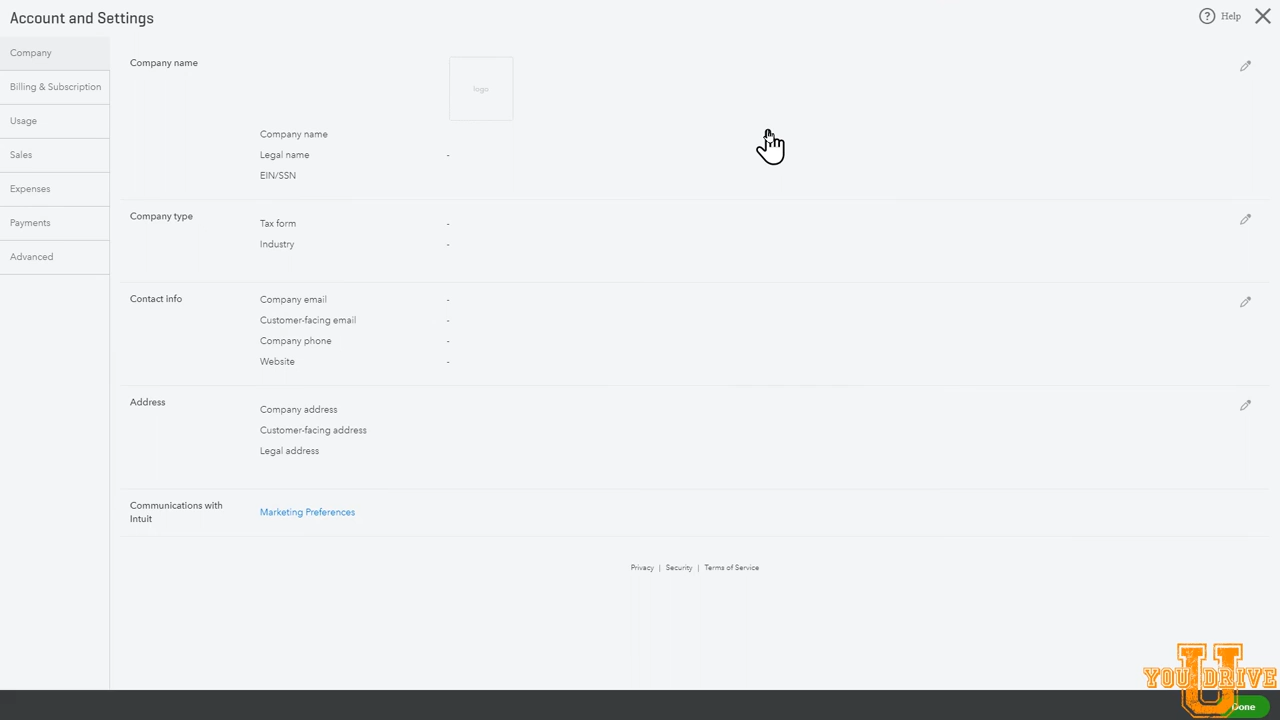 Account and Settings
Help
Company
Billing & Subscription
Usage
Sales
Expenses
Payments
Advanced
Company name
logo
Company name
Legal name -
EIN/SSN
Company type
Tax form -
Industry -
Contact info
Company email -
Customer-facing email -
Company phone -
Website -
Address
Company address
Customer-facing address
Legal address
Communications with
Intuit
Marketing Preferences
Privacy | Security | Terms of Service
U
YOU DRIVE
Done